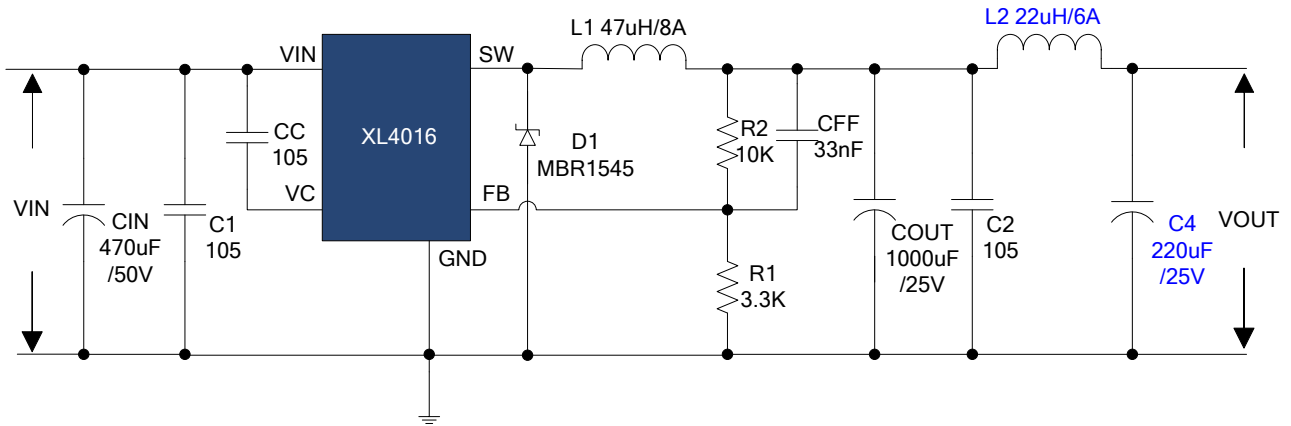 L1 47uH/8A
L2 22uH/6A
VIN
SW
XL4016
CC
105
R2
10K
CFF
33nF
D1
MBR1545
VC
FB
VIN
CIN
470uF
/50V
C1
105
GND
COUT
1000uF
/25V
C2
105
C4
220uF
/25V
VOUT
R1
3.3K